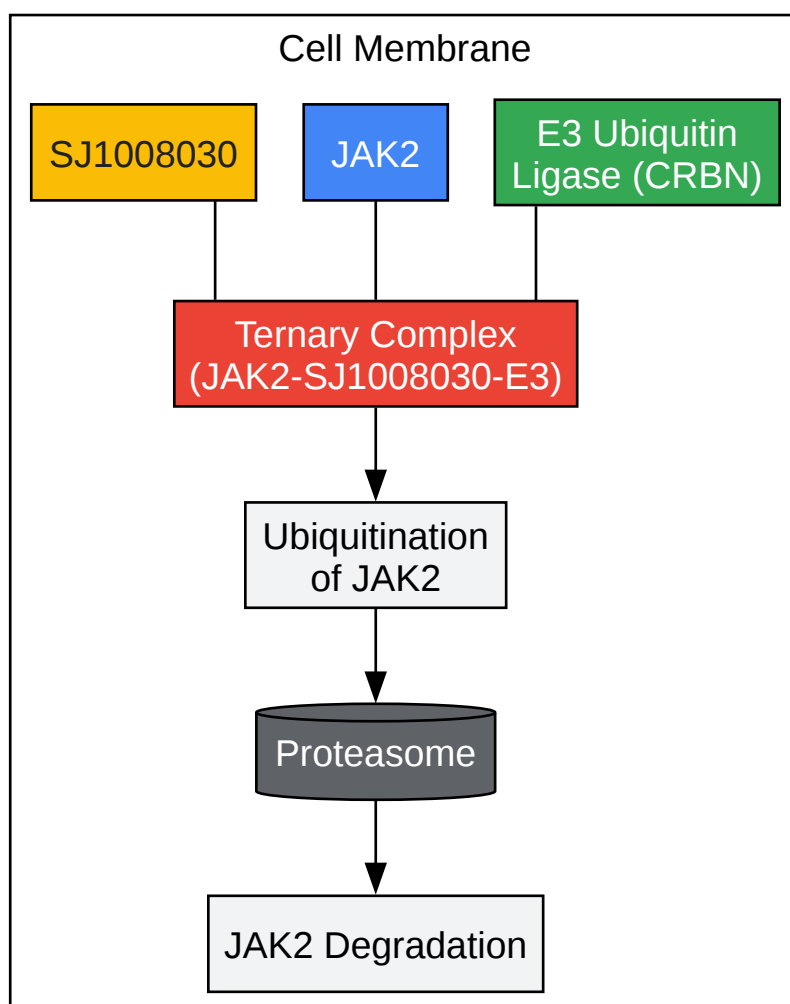 Cell Membrane
SJ1008030
JAK2
E3 Ubiquitin
Ligase (CRBN)
Ternary Complex
(JAK2-SJ1008030-E3)
Ubiquitination
of JAK2
Proteasome
JAK2 Degradation